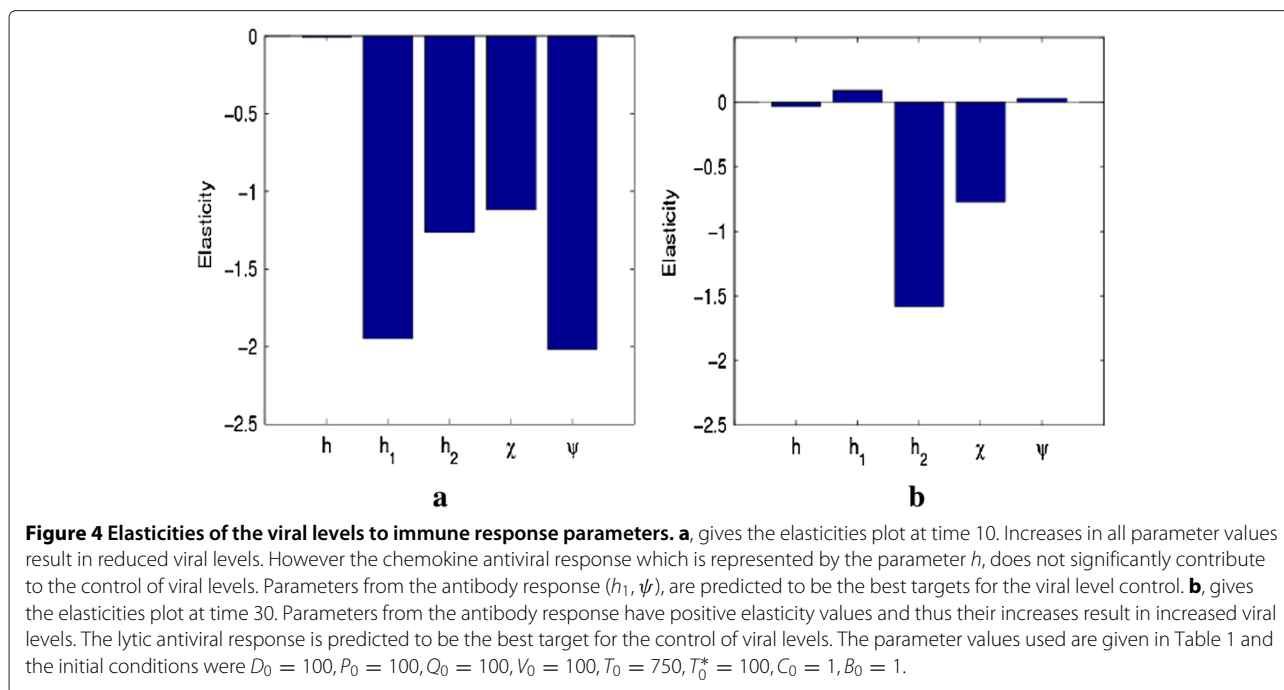 0
-0.5
-1
-1.5
-2
-2.5
Elasticity
h h₁ h₂ χ ψ
a
0
-0.5
-1
-1.5
-2
-2.5
Elasticity
h h₁ h₂ χ ψ
b
Figure 4 Elasticities of the viral levels to immune response parameters. a, gives the elasticities plot at time 10. Increases in all parameter values
result in reduced viral levels. However the chemokine antiviral response which is represented by the parameter h, does not significantly contribute
to the control of viral levels. Parameters from the antibody response (h₁, ψ), are predicted to be the best targets for the viral level control. b, gives
the elasticities plot at time 30. Parameters from the antibody response have positive elasticity values and thus their increases result in increased viral
levels. The lytic antiviral response is predicted to be the best target for the control of viral levels. The parameter values used are given in Table 1 and
the initial conditions were D₀ = 100, P₀ = 100, Q₀ = 100, V₀ = 100, T₀ = 750, T₀* = 100, C₀ = 1, B₀ = 1.